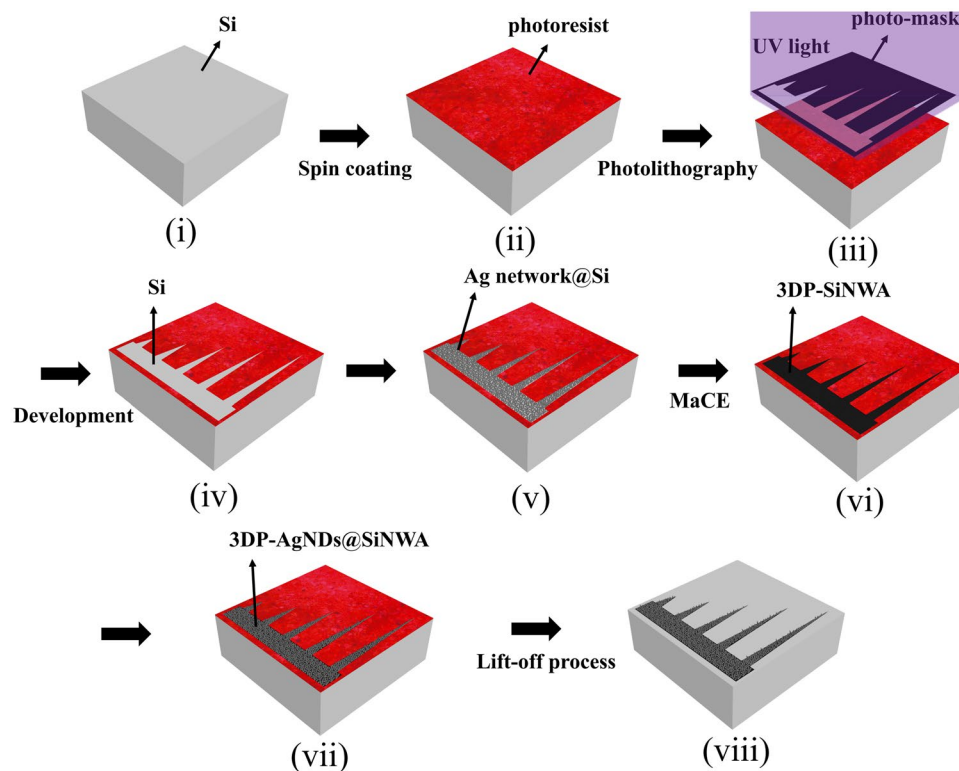 Si
photoresist
photo-mask
UV light
Spin coating
Photolithography
(i)
(ii)
(iii)
Si
Ag network@Si
3DP-SiNWA
Development
MaCE
(iv)
(v)
(vi)
3DP-AgNDs@SiNWA
Lift-off process
(vii)
(viii)